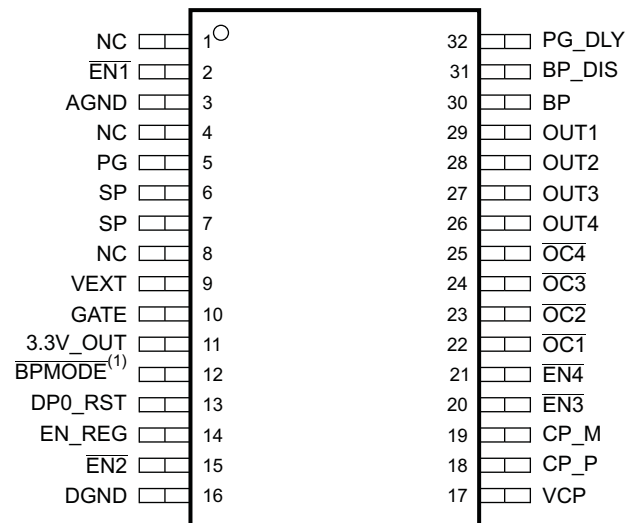 NC 1 32 PG_DLY
EN1 2 31 BP_DIS
AGND 3 30 BP
NC 4 29 OUT1
PG 5 28 OUT2
SP 6 27 OUT3
SP 7 26 OUT4
NC 8 25 OC4
VEXT 9 24 OC3
GATE 10 23 OC2
3.3V_OUT 11 22 OC1
BPMODE(1) 12 21 EN4
DP0_RST 13 20 EN3
EN_REG 14 19 CP_M
EN2 15 18 CP_P
DGND 16 17 VCP